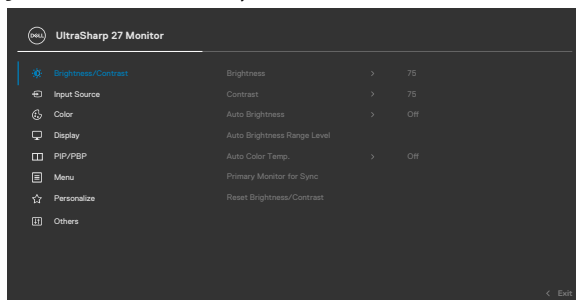 DELL UltraSharp 27 Monitor
Brightness/Contrast Brightness > 75
Input Source Contrast > 75
Color Auto Brightness > Off
Display Auto Brightness Range Level
PIP/PBP Auto Color Temp. > Off
Menu Primary Monitor for Sync
Personalize Reset Brightness/Contrast
Others
< Exit